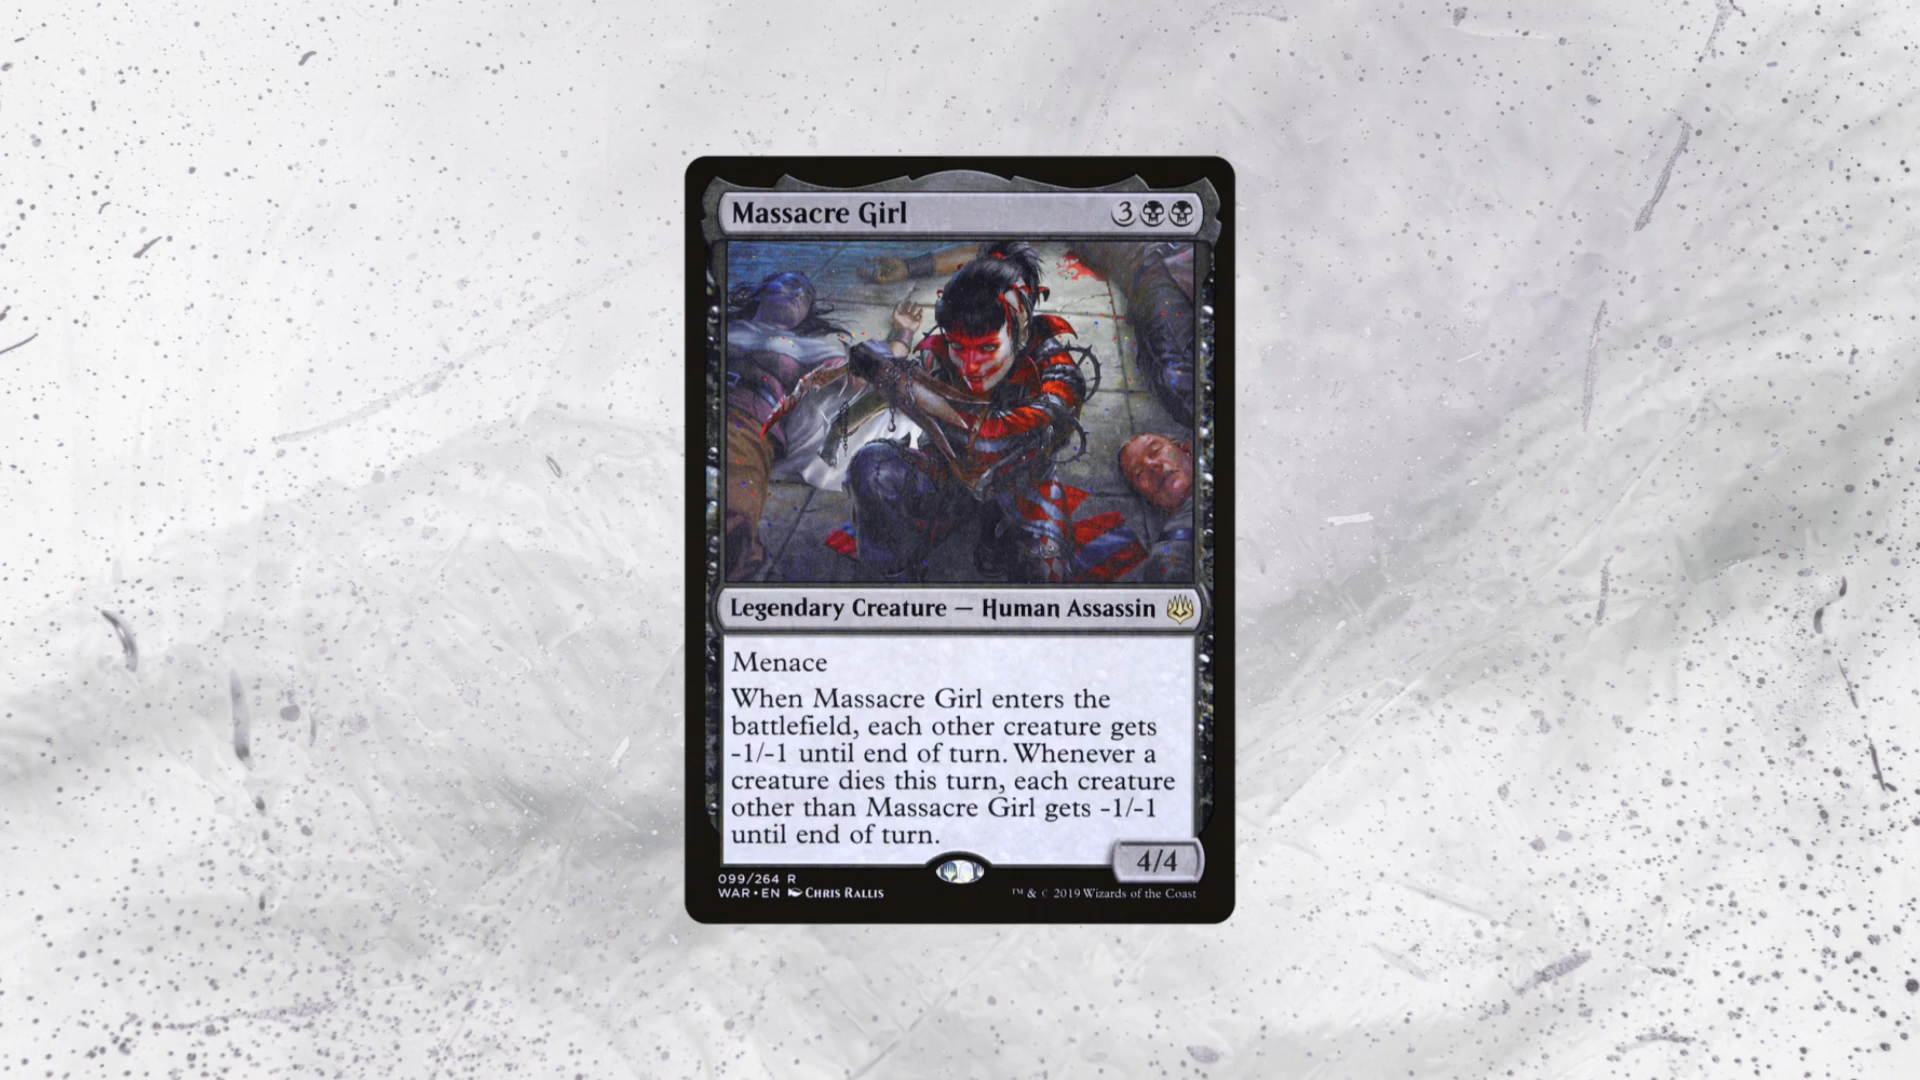 Massacre Girl 3
Legendary Creature — Human Assassin
Menace
When Massacre Girl enters the
battlefield, each other creature gets
-1/-1 until end of turn. Whenever a
creature dies this turn, each creature
other than Massacre Girl gets -1/-1
until end of turn.
4/4
099/264 R
WAR • EN Chris Rallis
™ & © 2019 Wizards of the Coast